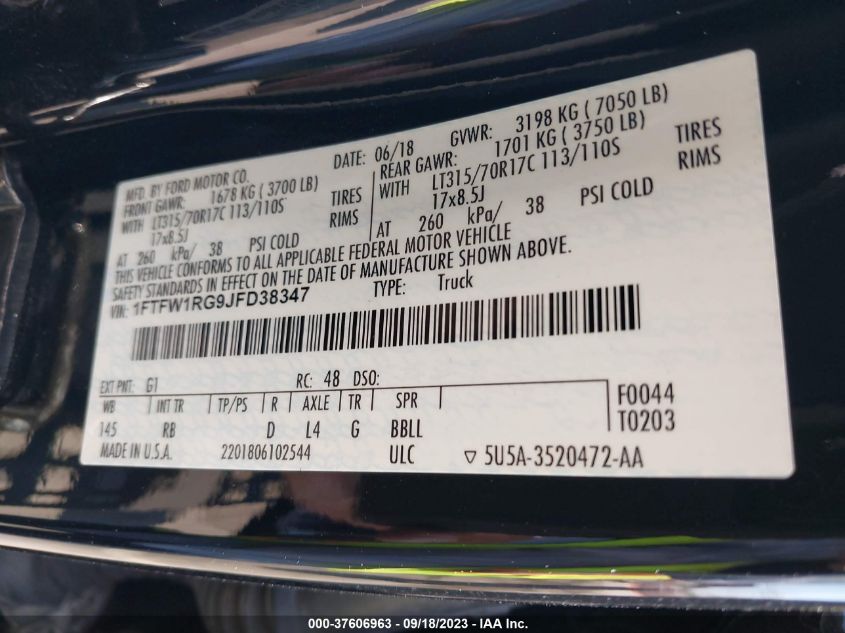 MFD. BY FORD MOTOR CO.
DATE: 06/18 GVWR: 3198 KG ( 7050 LB)
FRONT GAWR: 1678 KG ( 3700 LB)
WITH LT315/70R17C 113/110S TIRES
17x8.5J RIMS
AT 260 kPa/ 38 PSI COLD
REAR GAWR: 1701 KG ( 3750 LB)
WITH LT315/70R17C 113/110S TIRES
17x8.5J RIMS
AT 260 kPa/ 38 PSI COLD
THIS VEHICLE CONFORMS TO ALL APPLICABLE FEDERAL MOTOR VEHICLE
SAFETY STANDARDS IN EFFECT ON THE DATE OF MANUFACTURE SHOWN ABOVE.
VIN: 1FTFW1RG9JFD38347 TYPE: Truck
EXT PNT: G1 RC: 48 DSO:
WB INT TR TP/PS R AXLE TR SPR
145 RB D L4 G BBLL
F0044
T0203
MADE IN U.S.A. 2201806102544 ULC ▽ 5U5A-3520472-AA
000-37606963 - 09/18/2023 - IAA Inc.